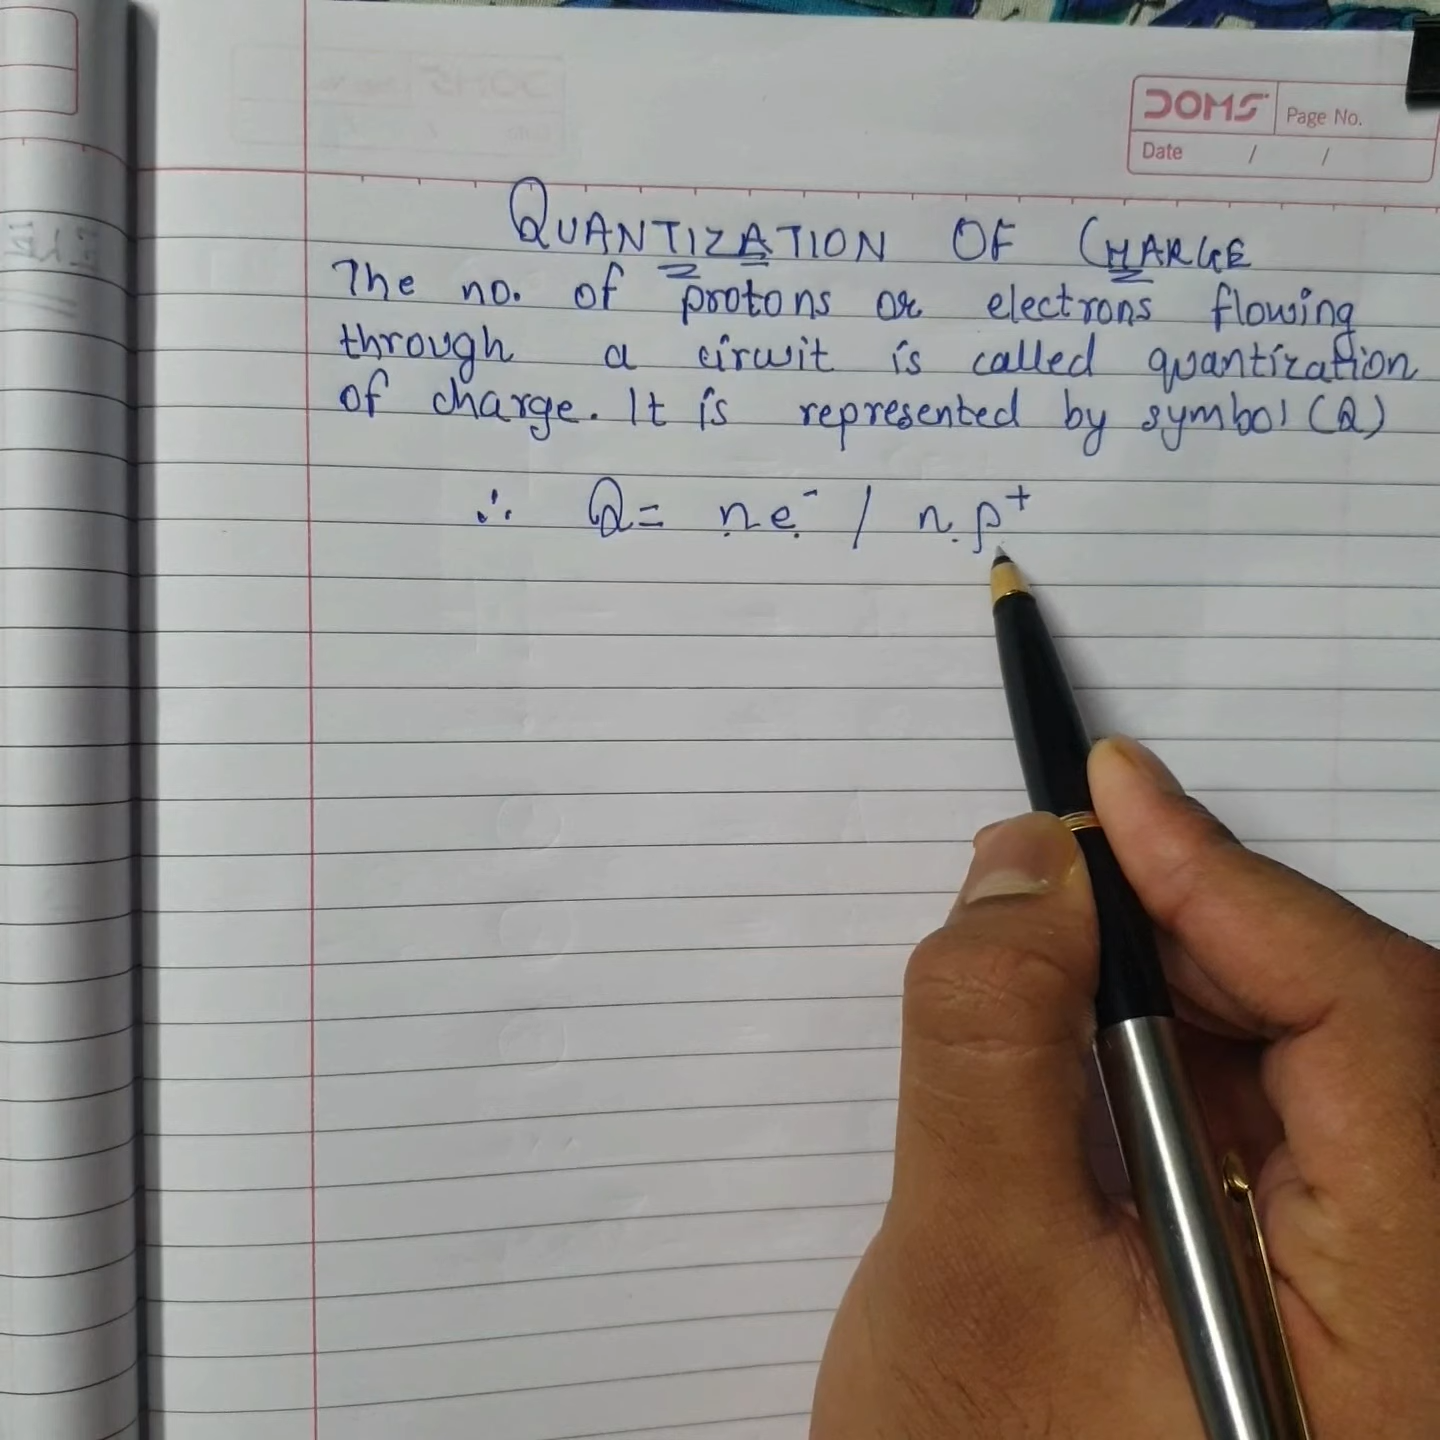 DOMS Page No.
Date / /
QUANTIZATION OF CHARGE
The no. of protons or electrons flowing
through a circuit is called quantization
of charge. It is represented by symbol (Q)
∴ Q = ne⁻ / n.p⁺